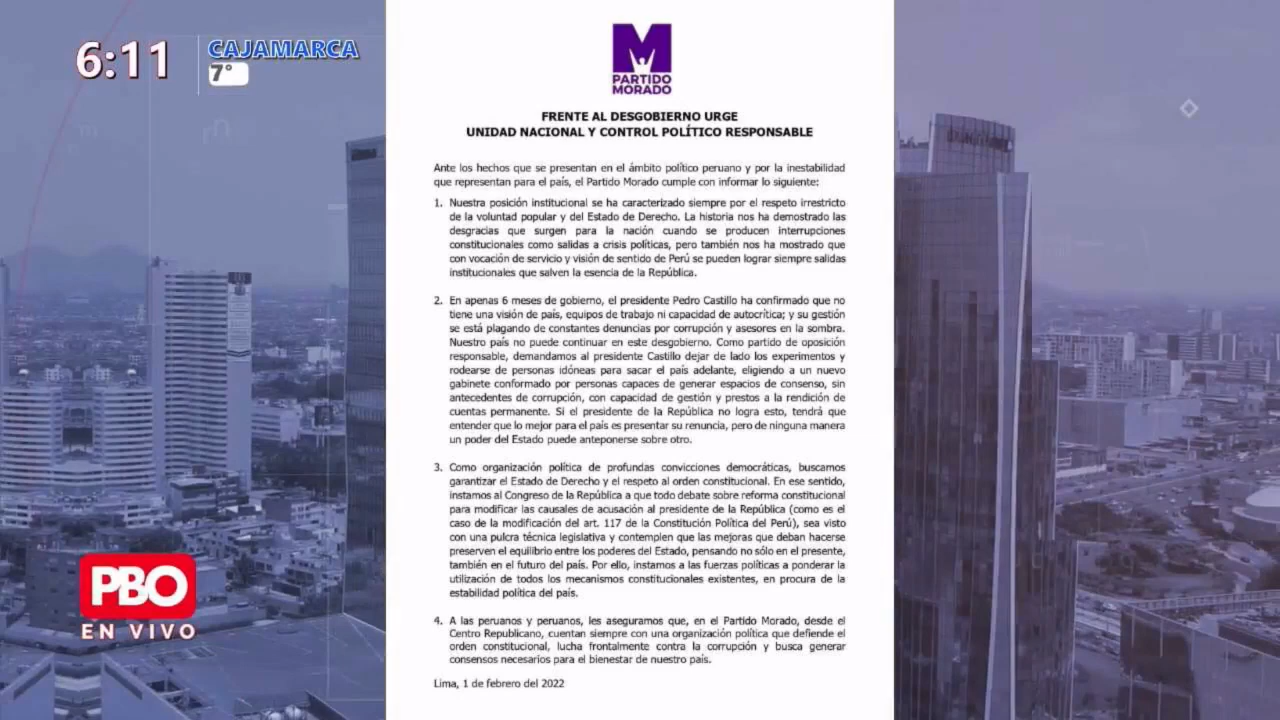 6:11
CAJAMARCA
7°
M
PARTIDO
MORADO
FRENTE AL DESGOBIERNO URGE
UNIDAD NACIONAL Y CONTROL POLÍTICO RESPONSABLE
Ante los hechos que se presentan en el ámbito político peruano y por la inestabilidad
que representan para el país, el Partido Morado cumple con informar lo siguiente:
1. Nuestra posición institucional se ha caracterizado siempre por el respeto irrestricto
de la voluntad popular y del Estado de Derecho. La historia nos ha demostrado las
desgracias que surgen para la nación cuando se producen interrupciones
constitucionales como salidas a crisis políticas, pero también nos ha mostrado que
con vocación de servicio y visión de sentido de Perú se pueden lograr siempre salidas
institucionales que salven la esencia de la República.
2. En apenas 6 meses de gobierno, el presidente Pedro Castillo ha confirmado que no
tiene una visión de país, equipos de trabajo ni capacidad de autocrítica; y su gestión
se está plagando de constantes denuncias por corrupción y asesores en la sombra.
Nuestro país no puede continuar en este desgobierno. Como partido de oposición
responsable, demandamos al presidente Castillo dejar de lado los experimentos y
rodearse de personas idóneas para sacar el país adelante, eligiendo a un nuevo
gabinete conformado por personas capaces de generar espacios de consenso, sin
antecedentes de corrupción, con capacidad de gestión y prestos a la rendición de
cuentas permanente. Si el presidente de la República no logra esto, tendrá que
entender que lo mejor para el país es presentar su renuncia, pero de ninguna manera
un poder del Estado puede anteponerse sobre otro.
3. Como organización política de profundas convicciones democráticas, buscamos
garantizar el Estado de Derecho y el respeto al orden constitucional. En ese sentido,
instamos al Congreso de la República a que todo debate sobre reforma constitucional
para modificar las causales de acusación al presidente de la República (como es el
caso de la modificación del art. 117 de la Constitución Política del Perú), sea visto
con una pulcra técnica legislativa y contemplen que las mejoras que deban hacerse
preserven el equilibrio entre los poderes del Estado, pensando no sólo en el presente,
también en el futuro del país. Por ello, instamos a las fuerzas políticas a ponderar la
utilización de todos los mecanismos constitucionales existentes, en procura de la
estabilidad política del país.
4. A las peruanos y peruanos, les aseguramos que, en el Partido Morado, desde el
Centro Republicano, cuentan siempre con una organización política que defiende el
orden constitucional, lucha frontalmente contra la corrupción y busca generar
consensos necesarios para el bienestar de nuestro país.
Lima, 1 de febrero del 2022
PBO
EN VIVO